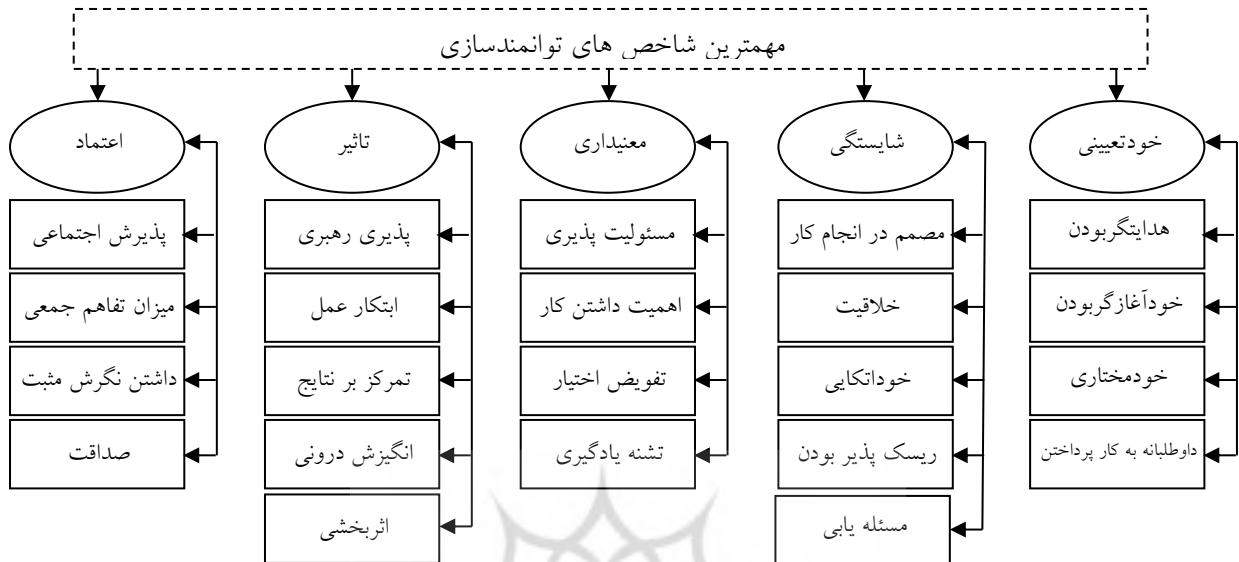 مهمترین شاخص های توانمندسازی
خودتعیینی
هدایتگربودن
خودآغازگربودن
خودمختاری
داوطلبانه به کار پرداختن
شایستگی
مصمم در انجام کار
خلاقیت
خوداتکایی
ریسک پذیر بودن
مسئله یابی
معنیداری
مسئولیت پذیری
اهمیت داشتن کار
تفویض اختیار
تشنه یادگیری
تاثیر
پذیری رهبری
ابتکار عمل
تمرکز بر نتایج
انگیزش درونی
اثربخشی
اعتماد
پذیرش اجتماعی
میزان تفاهم جمعی
داشتن نگرش مثبت
صداقت